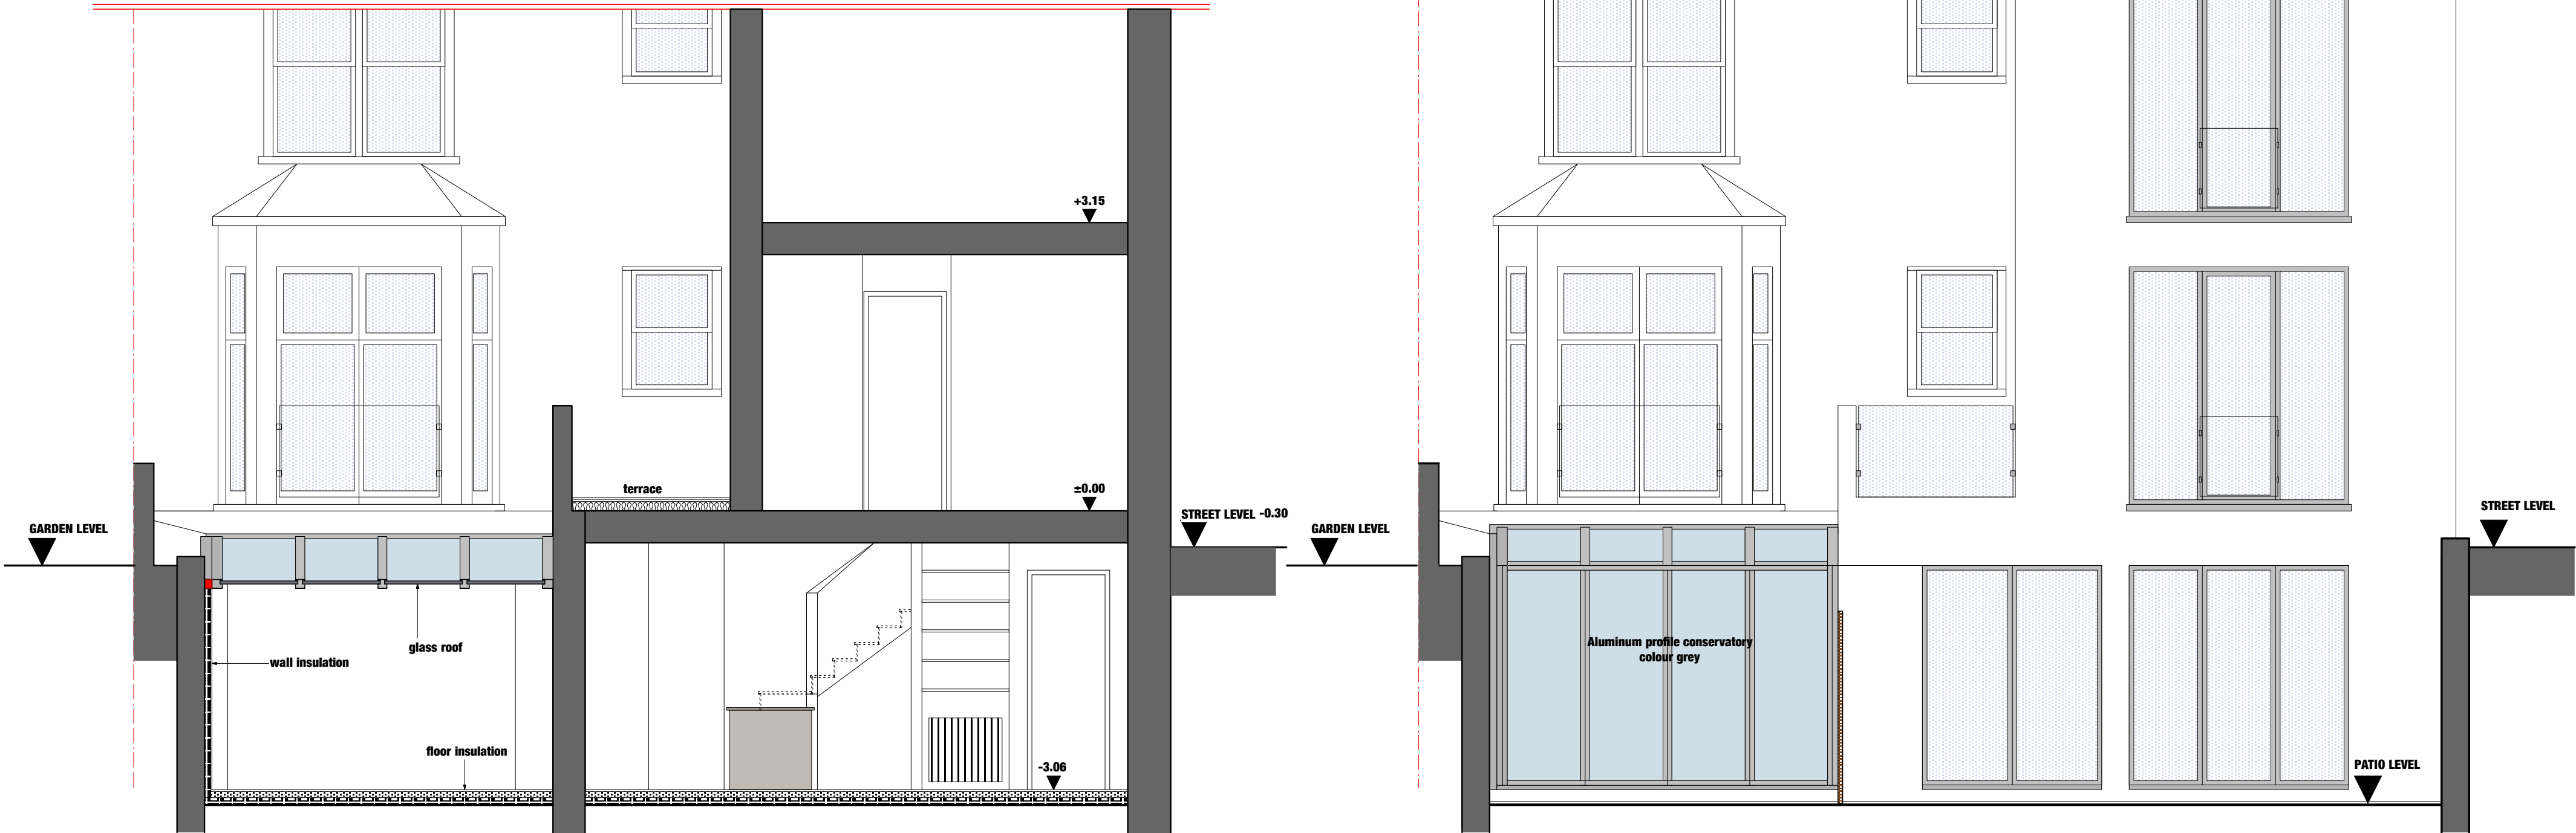 +3.15
terrace
±0.00
GARDEN LEVEL
STREET LEVEL -0.30
glass roof
wall insulation
floor insulation
-3.06
GARDEN LEVEL
STREET LEVEL
Aluminum profile conservatory
colour grey
PATIO LEVEL